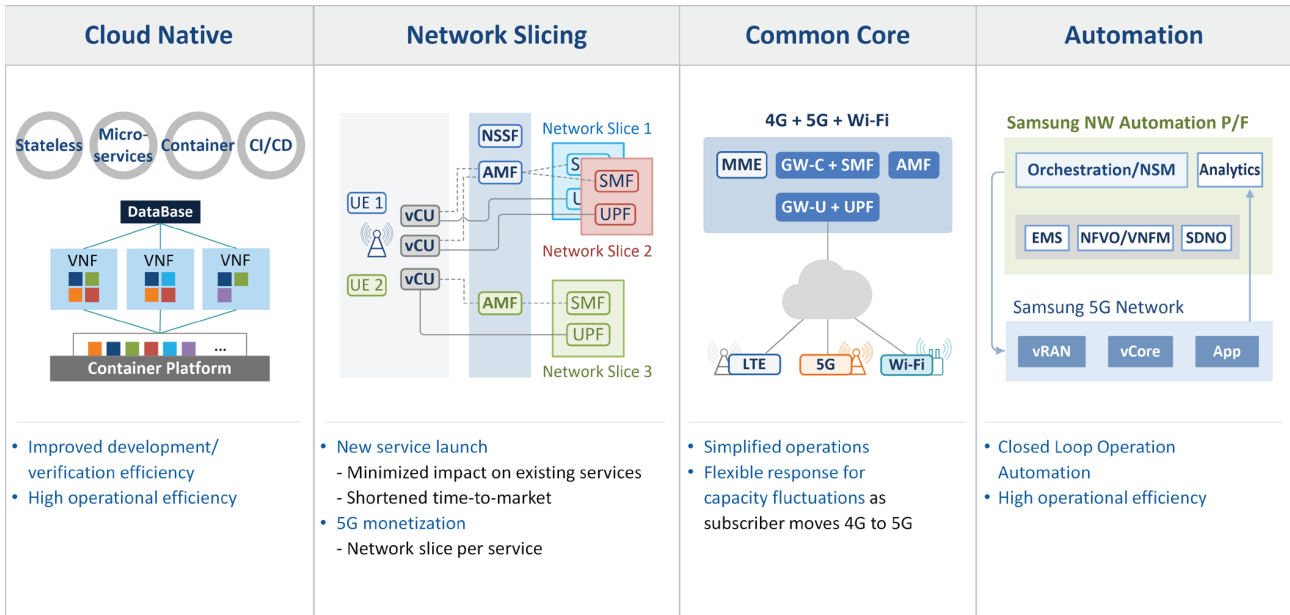 Cloud Native
Network Slicing
Common Core
Automation
Stateless
Micro-
services
Container
CI/CD
DataBase
VNF
VNF
VNF
...
Container Platform
• Improved development/
verification efficiency
• High operational efficiency
NSSF
Network Slice 1
AMF
S
SMF
UE 1
vCU
U
UPF
vCU
Network Slice 2
UE 2
vCU
AMF
SMF
UPF
Network Slice 3
• New service launch
- Minimized impact on existing services
- Shortened time-to-market
• 5G monetization
- Network slice per service
4G + 5G + Wi-Fi
MME
GW-C + SMF
AMF
GW-U + UPF
LTE
5G
Wi-Fi
• Simplified operations
• Flexible response for
capacity fluctuations as
subscriber moves 4G to 5G
Samsung NW Automation P/F
Orchestration/NSM
Analytics
EMS
NFVO/VNFM
SDNO
Samsung 5G Network
vRAN
vCore
App
• Closed Loop Operation
Automation
• High operational efficiency